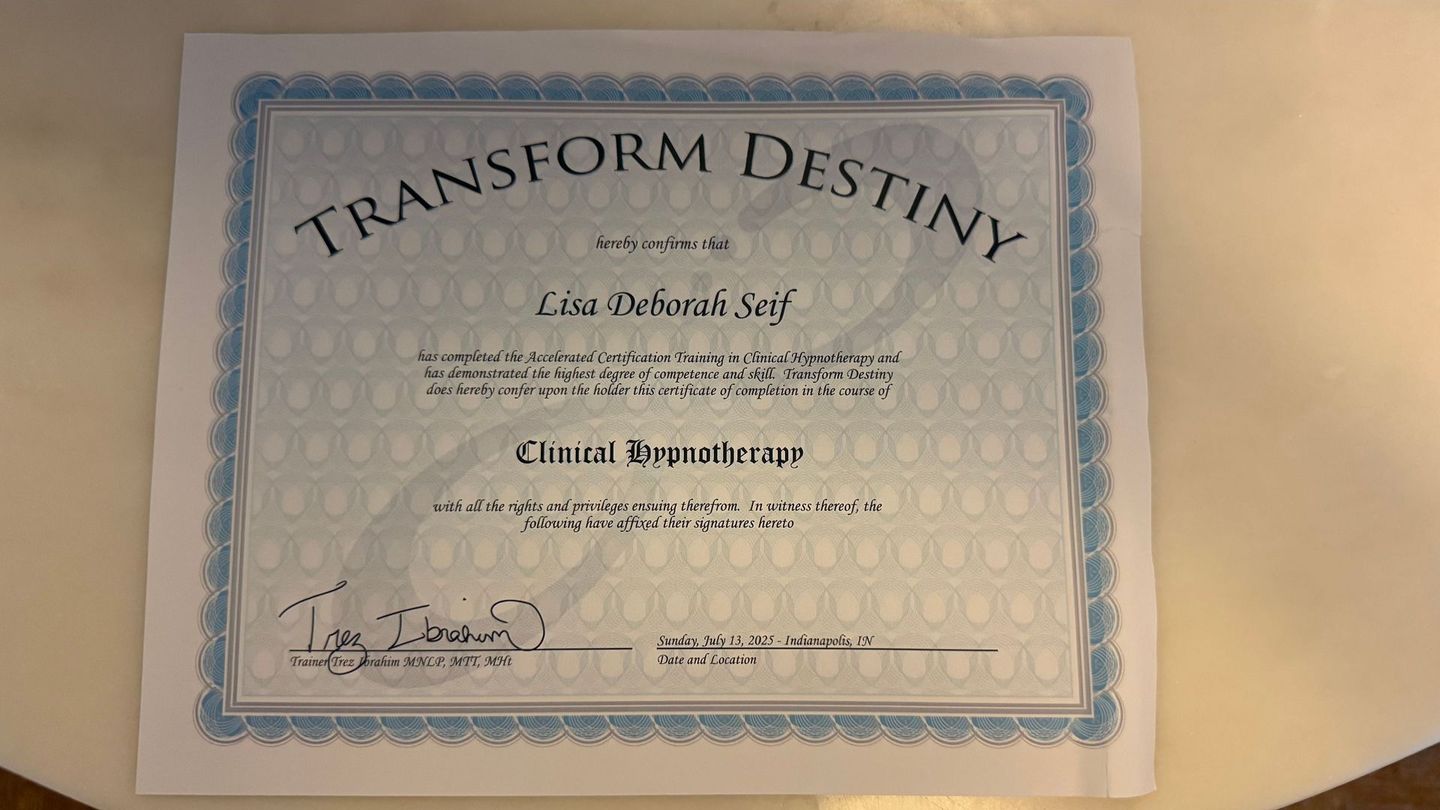 TRANSFORM DESTINY
hereby confirms that
Lisa Deborah Seif
has completed the Accelerated Certification Training in Clinical Hypnotherapy and
has demonstrated the highest degree of competence and skill.  Transform Destiny
does hereby confer upon the holder this certificate of completion in the course of
Clinical Hypnotherapy
with all the rights and privileges ensuing therefrom.  In witness thereof, the
following have affixed their signatures hereto
Trez Ibrahim
Trainer Trez Ibrahim MNLP, MTT, MHt
Sunday, July 13, 2025 - Indianapolis, IN
Date and Location